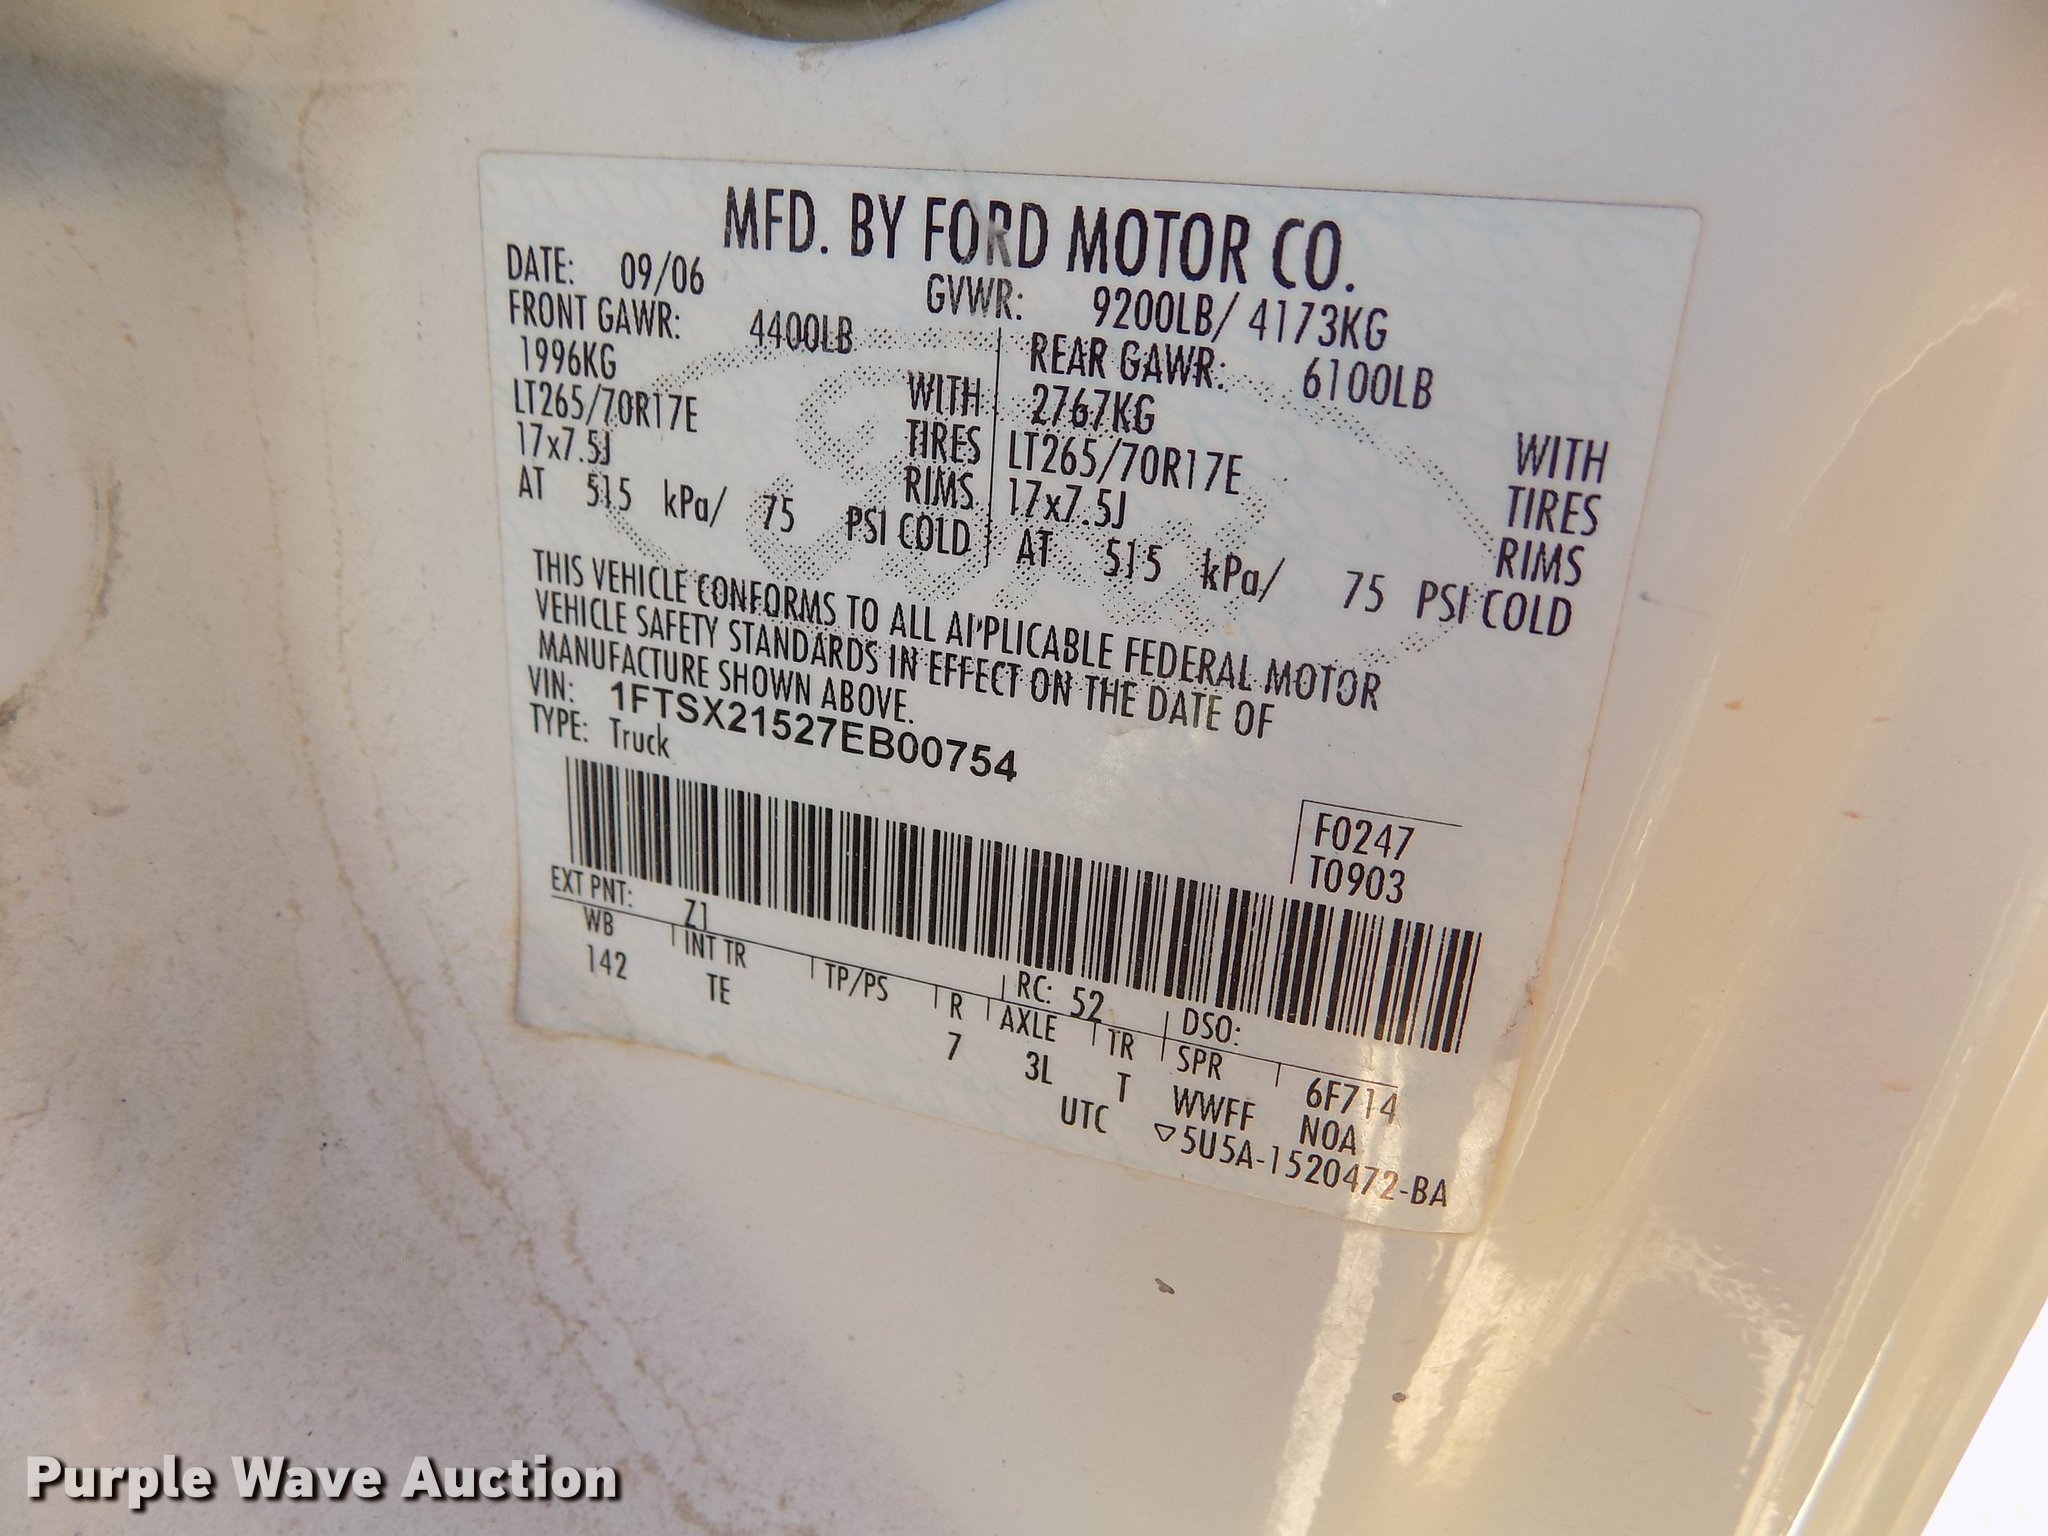 MFD. BY FORD MOTOR CO.
DATE: 09/06 GVWR: 9200LB/ 4173KG
FRONT GAWR: 4400LB REAR GAWR: 6100LB
1996KG WITH 2767KG WITH
LT265/70R17E TIRES LT265/70R17E TIRES
17x7.5J RIMS 17x7.5J RIMS
AT 515 kPa/ 75 PSI COLD AT 515 kPa/ 75 PSI COLD
THIS VEHICLE CONFORMS TO ALL APPLICABLE FEDERAL MOTOR
VEHICLE SAFETY STANDARDS IN EFFECT ON THE DATE OF
MANUFACTURE SHOWN ABOVE.
VIN: 1FTSX21527EB00754
TYPE: Truck
F0247
T0903
EXT PNT: Z1 RC: 52 DSO:
WB INT TR TP/PS R AXLE TR SPR 6F714
142 TE 7 3L T WWFF N0A
UTC ▽5U5A-1520472-BA
Purple Wave Auction